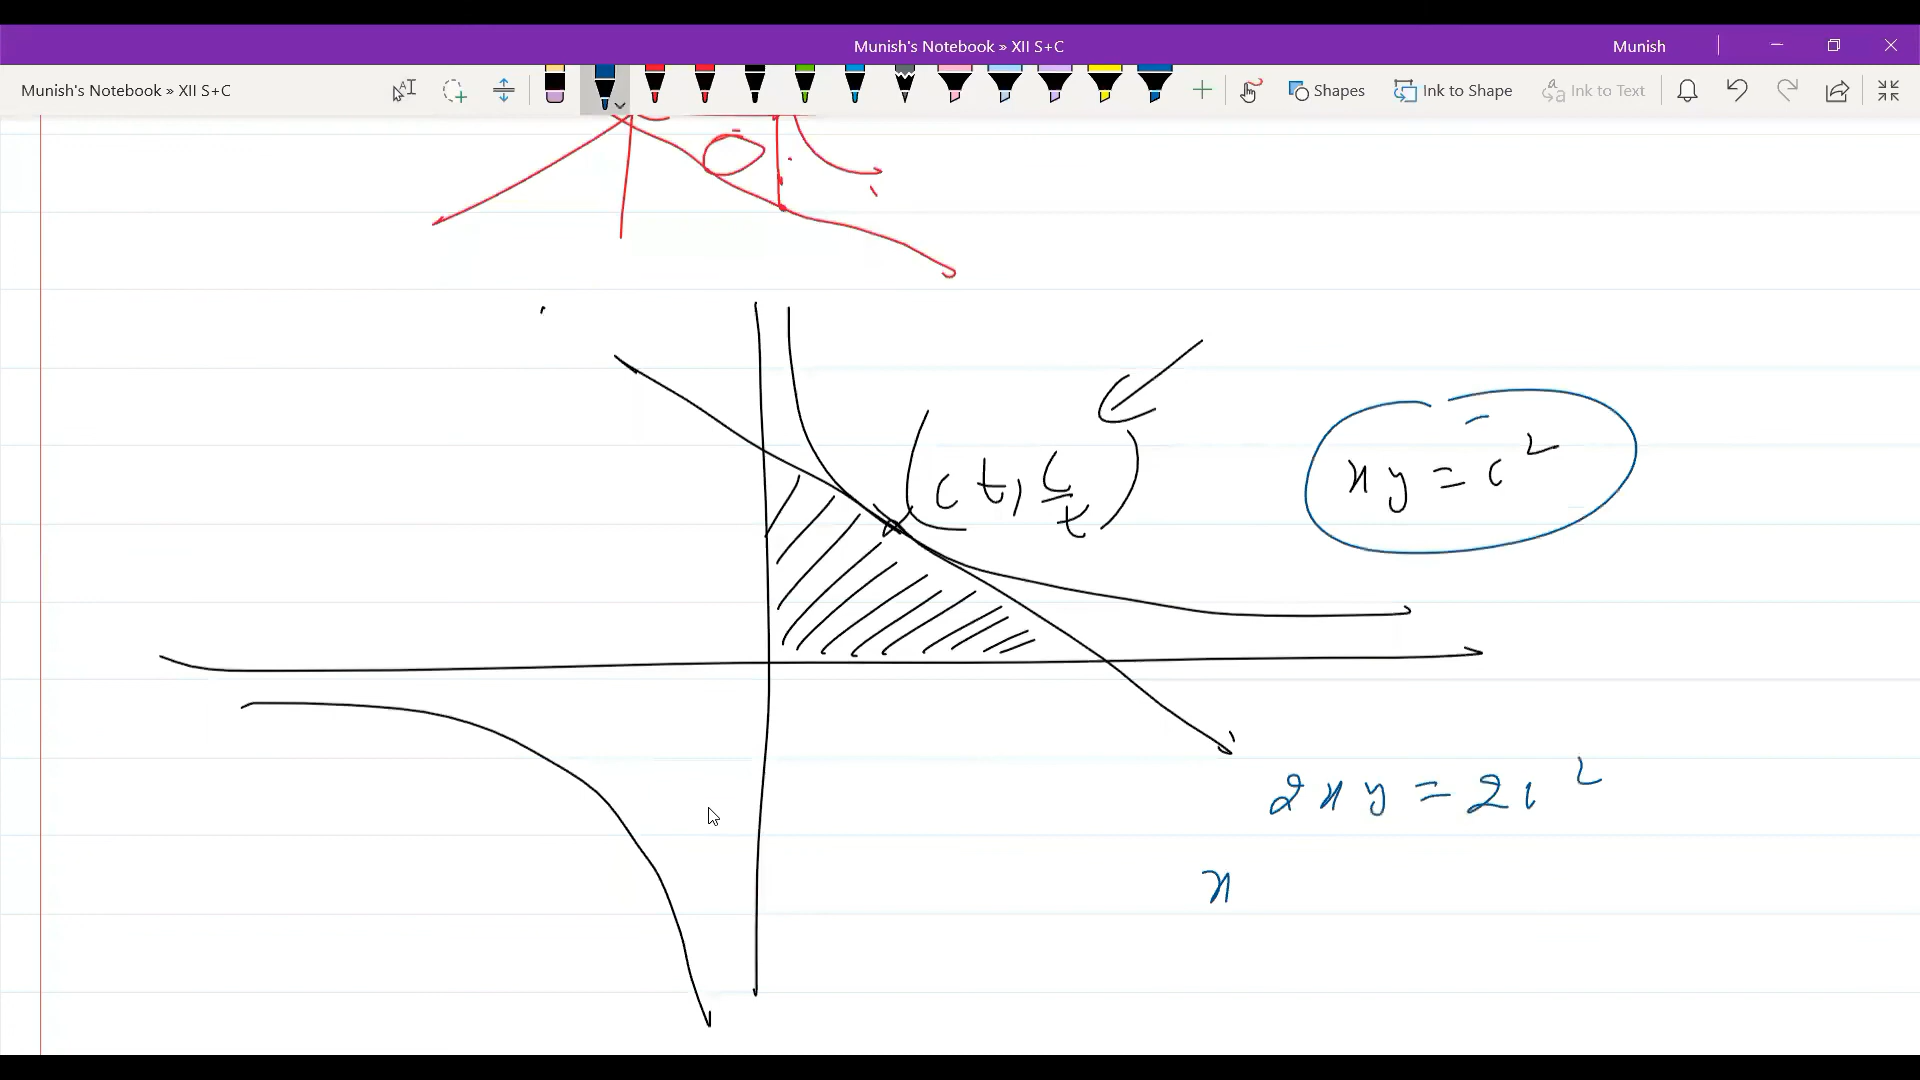 Munish's Notebook » XII S+C
Munish
Munish's Notebook » XII S+C
Shapes
Ink to Shape
Ink to Text
(ct, c/t)
xy = c²
2xy = 2c²
x